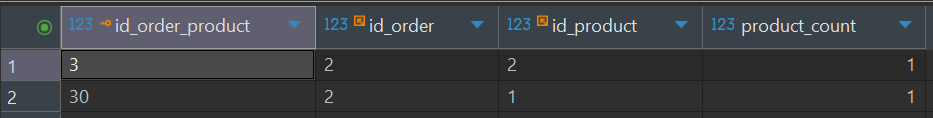 123 id_order_product 123 id_order 123 id_product 123 product_count
1 3 2 2 1
2 30 2 1 1